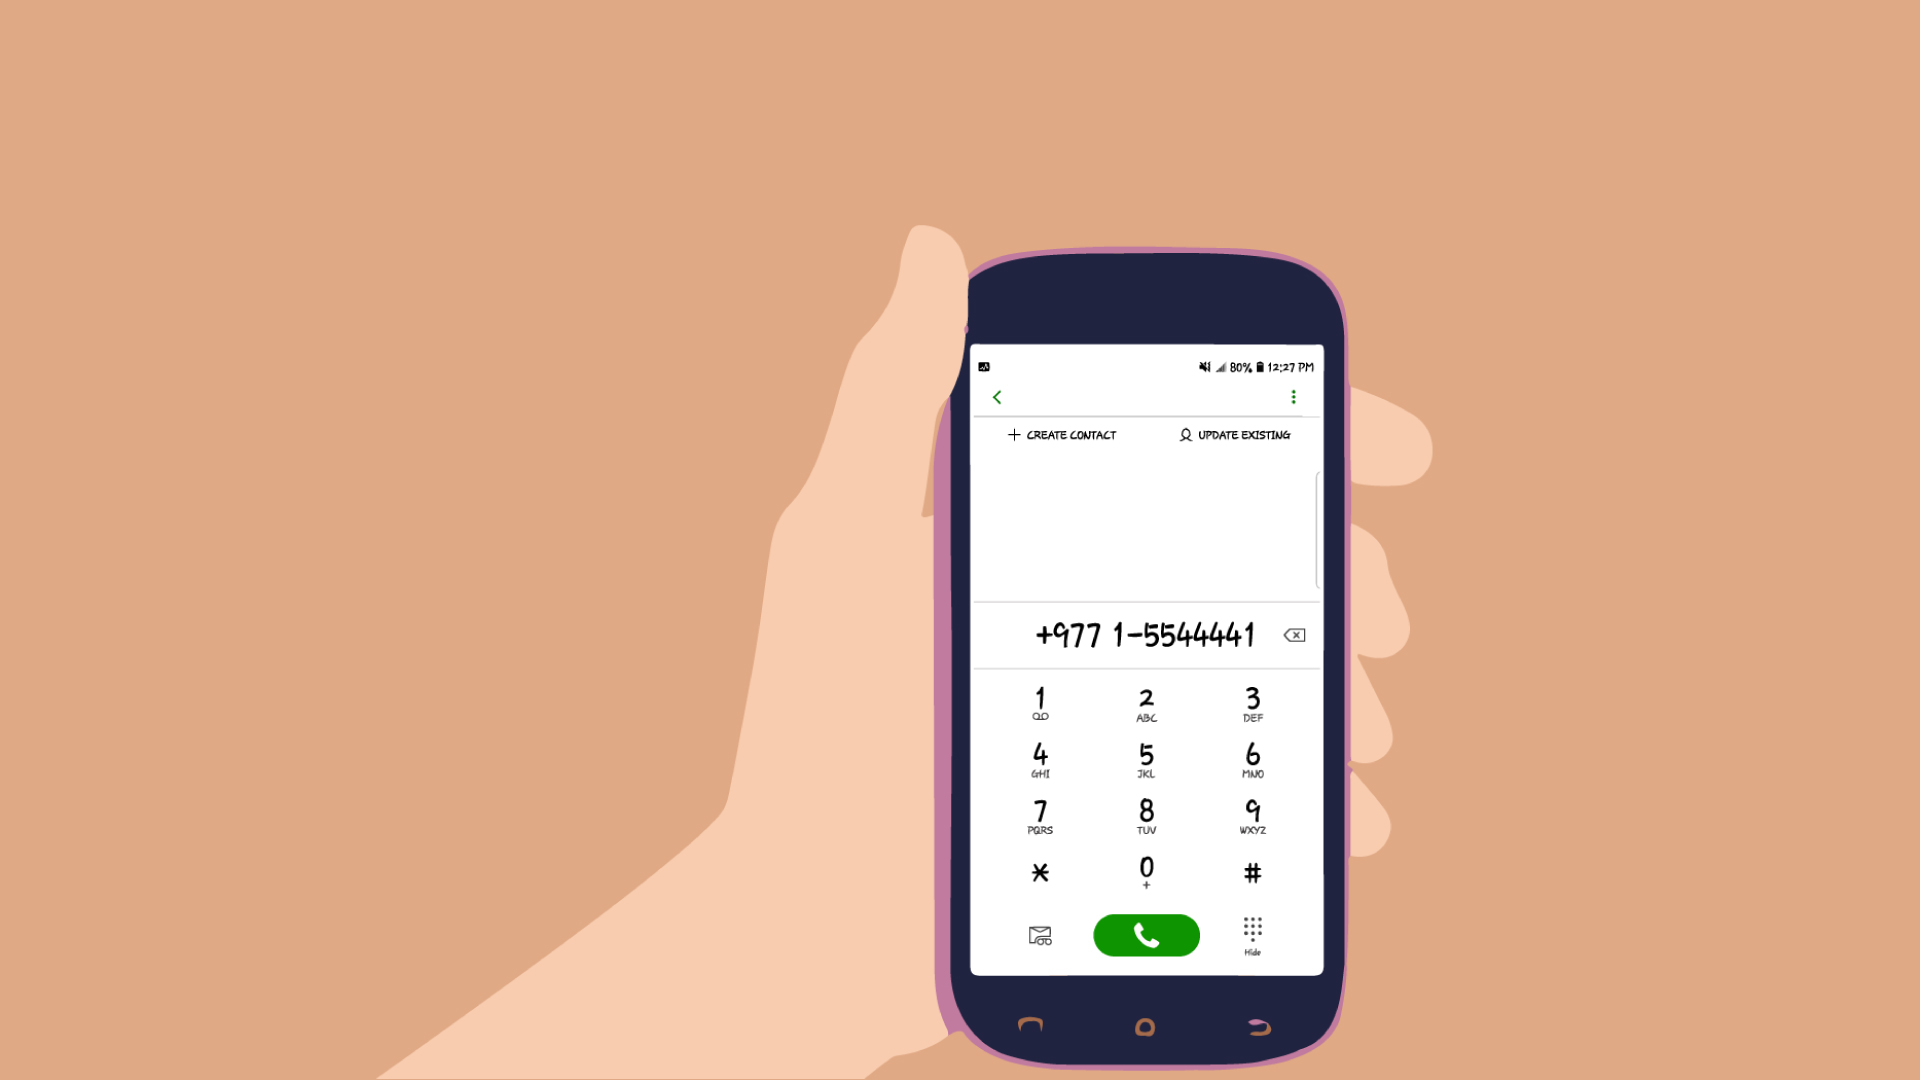 80% 12:27 PM
+ CREATE CONTACT UPDATE EXISTING
+977 1-5544441
1 2 3
ABC DEF
4 5 6
GHI JKL MNO
7 8 9
PQRS TUV WXYZ
* 0 #
+
Hide